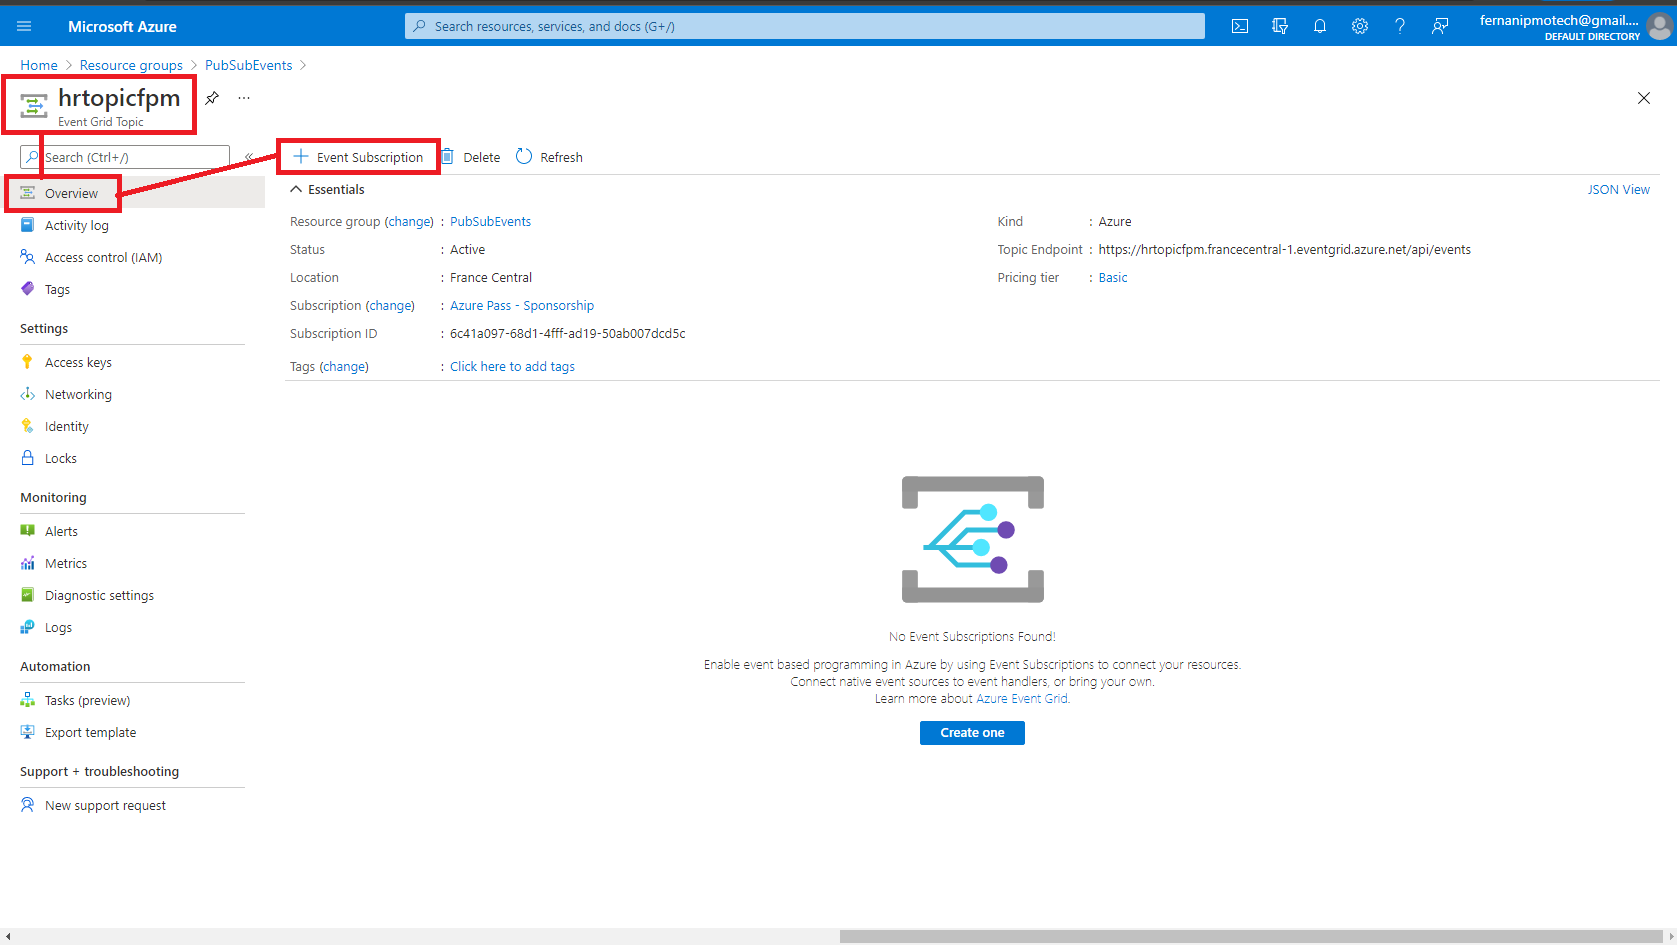 Microsoft Azure
Search resources, services, and docs (G+/)
fernanipmotech@gmail....
DEFAULT DIRECTORY
Home > Resource groups > PubSubEvents >
hrtopicfpm
Event Grid Topic
Search (Ctrl+/)
Event Subscription
Delete
Refresh
Overview
Activity log
Access control (IAM)
Tags
Settings
Access keys
Networking
Identity
Locks
Monitoring
Alerts
Metrics
Diagnostic settings
Logs
Automation
Tasks (preview)
Export template
Support + troubleshooting
New support request
Essentials
JSON View
Resource group (change) : PubSubEvents
Status : Active
Location : France Central
Subscription (change) : Azure Pass - Sponsorship
Subscription ID : 6c41a097-68d1-4fff-ad19-50ab007dcd5c
Tags (change) : Click here to add tags
Kind : Azure
Topic Endpoint : https://hrtopicfpm.francecentral-1.eventgrid.azure.net/api/events
Pricing tier : Basic
No Event Subscriptions Found!
Enable event based programming in Azure by using Event Subscriptions to connect your resources.
Connect native event sources to event handlers, or bring your own.
Learn more about Azure Event Grid.
Create one